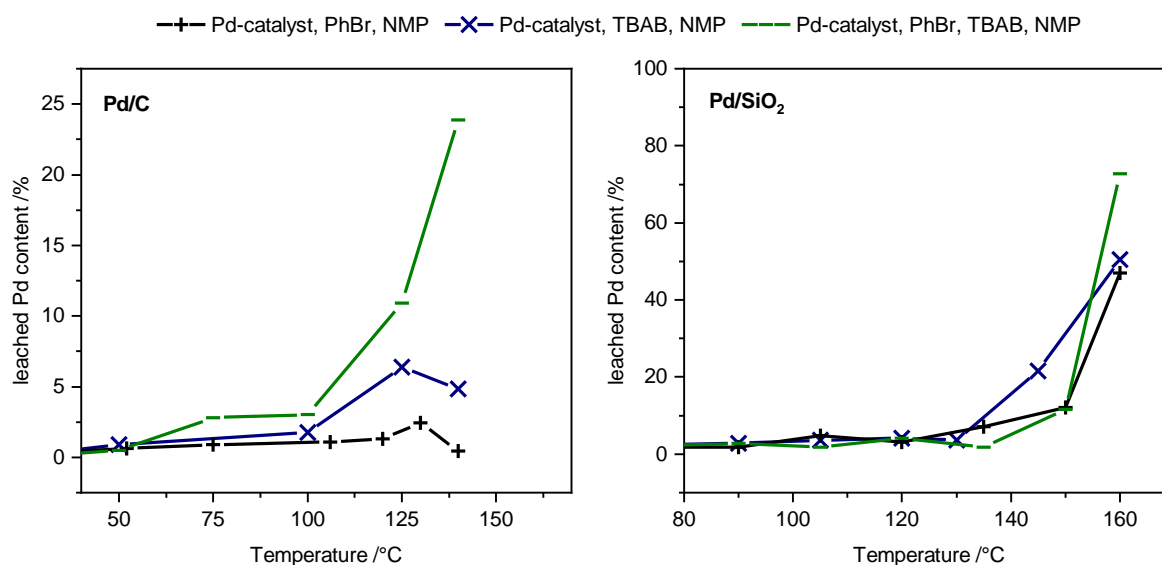 Pd-catalyst, PhBr, NMP Pd-catalyst, TBAB, NMP Pd-catalyst, PhBr, TBAB, NMP
Pd/C
25
20
15
10
5
0
leached Pd content /%
50 75 100 125 150
Temperature /°C
Pd/SiO₂
100
80
60
40
20
0
leached Pd content /%
80 100 120 140 160
Temperature /°C